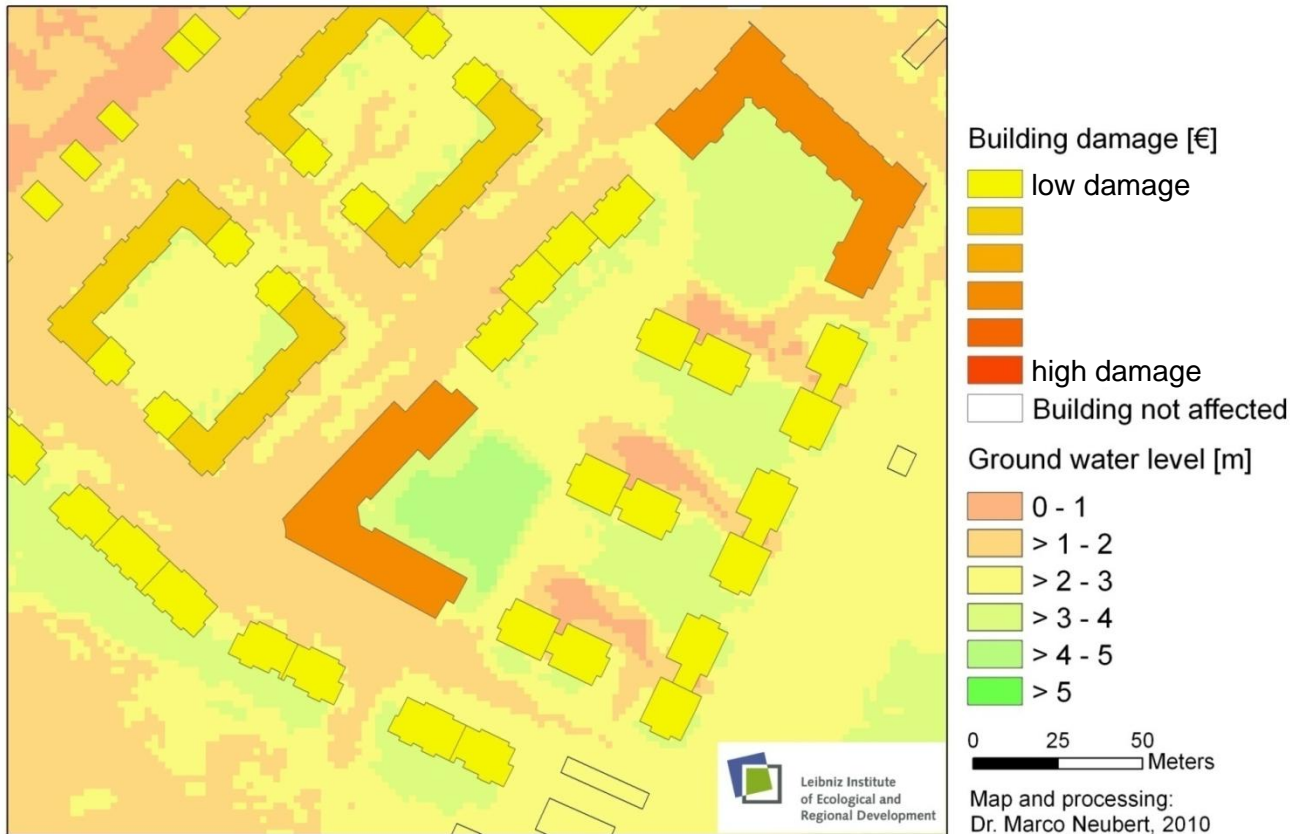 Building damage [€]
low damage
high damage
Building not affected
Ground water level [m]
0 - 1
> 1 - 2
> 2 - 3
> 3 - 4
> 4 - 5
> 5
0 25 50
Meters
Map and processing:
Dr. Marco Neubert, 2010
Leibniz Institute
of Ecological and
Regional Development